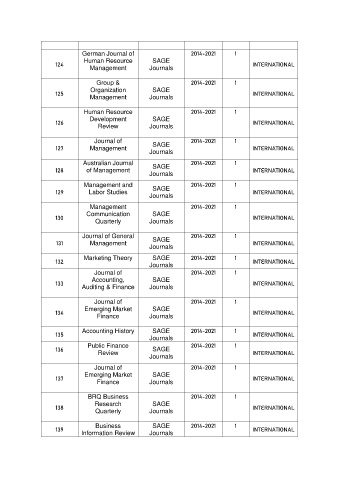 124 German Journal of Human Resource Management SAGE Journals 2014-2021 1 INTERNATIONAL
125 Group & Organization Management SAGE Journals 2014-2021 1 INTERNATIONAL
126 Human Resource Development Review SAGE Journals 2014-2021 1 INTERNATIONAL
127 Journal of Management SAGE Journals 2014-2021 1 INTERNATIONAL
128 Australian Journal of Management SAGE Journals 2014-2021 1 INTERNATIONAL
129 Management and Labor Studies SAGE Journals 2014-2021 1 INTERNATIONAL
130 Management Communication Quarterly SAGE Journals 2014-2021 1 INTERNATIONAL
131 Journal of General Management SAGE Journals 2014-2021 1 INTERNATIONAL
132 Marketing Theory SAGE Journals 2014-2021 1 INTERNATIONAL
133 Journal of Accounting, Auditing & Finance SAGE Journals 2014-2021 1 INTERNATIONAL
134 Journal of Emerging Market Finance SAGE Journals 2014-2021 1 INTERNATIONAL
135 Accounting History SAGE Journals 2014-2021 1 INTERNATIONAL
136 Public Finance Review SAGE Journals 2014-2021 1 INTERNATIONAL
137 Journal of Emerging Market Finance SAGE Journals 2014-2021 1 INTERNATIONAL
138 BRQ Business Research Quarterly SAGE Journals 2014-2021 1 INTERNATIONAL
139 Business Information Review SAGE Journals 2014-2021 1 INTERNATIONAL